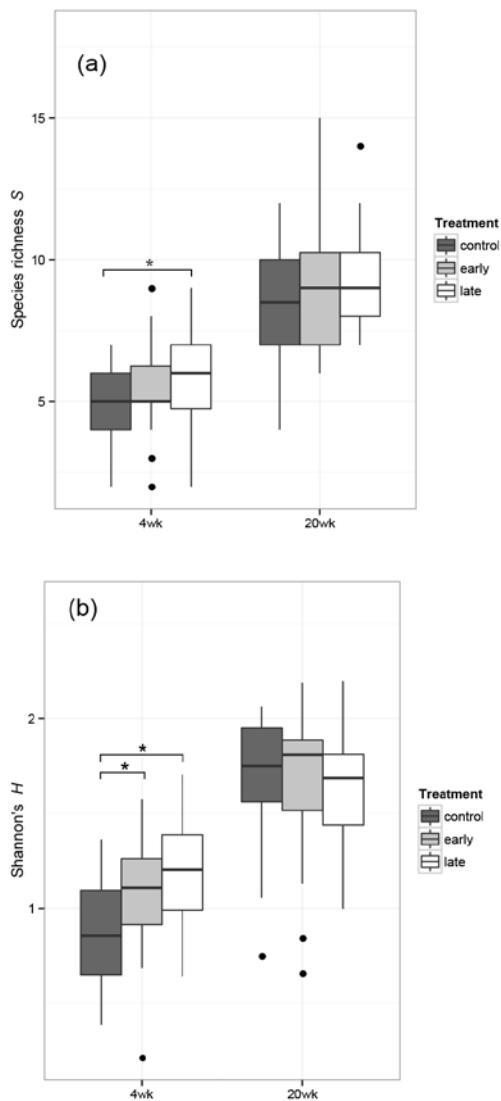 (a)
15
10
5
Species richness S
*
4wk
20wk
Treatment
control
early
late
(b)
2
1
Shannon's H
*
*
4wk
20wk
Treatment
control
early
late